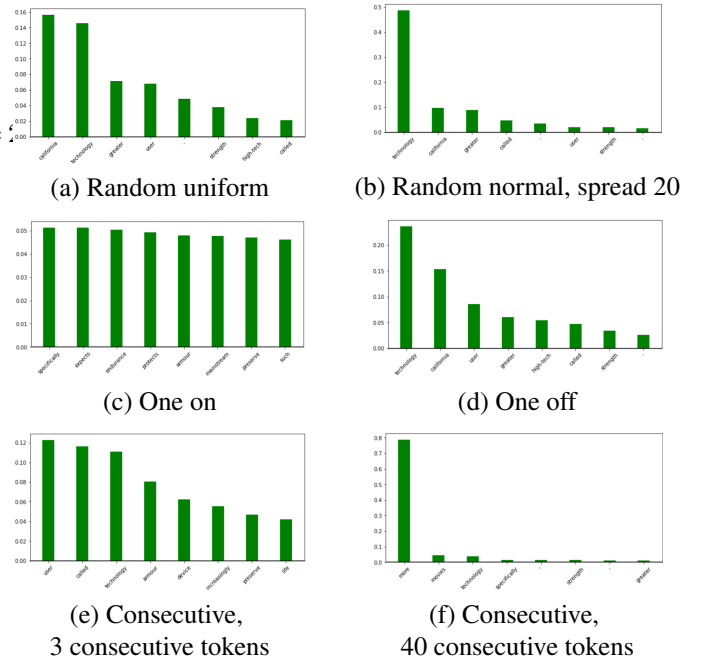 0.16
0.14
0.12
0.10
0.08
0.06
0.04
0.02
0.00
california
technology
greater
user
-
strength
high-tech
called
(a) Random uniform
0.5
0.4
0.3
0.2
0.1
0.0
technology
california
greater
called
-
user
strength
-
(b) Random normal, spread 20
0.05
0.04
0.03
0.02
0.01
0.00
specifically
expects
endurance
protects
armour
mainstream
preserve
such
(c) One on
0.20
0.15
0.10
0.05
0.00
technology
california
user
greater
high-tech
called
strength
-
(d) One off
0.12
0.10
0.08
0.06
0.04
0.02
0.00
user
called
technology
armour
device
increasingly
preserve
life
(e) Consecutive,
3 consecutive tokens
0.8
0.7
0.6
0.5
0.4
0.3
0.2
0.1
0.0
more
moves
technology
specifically
-
strength
-
greater
(f) Consecutive,
40 consecutive tokens